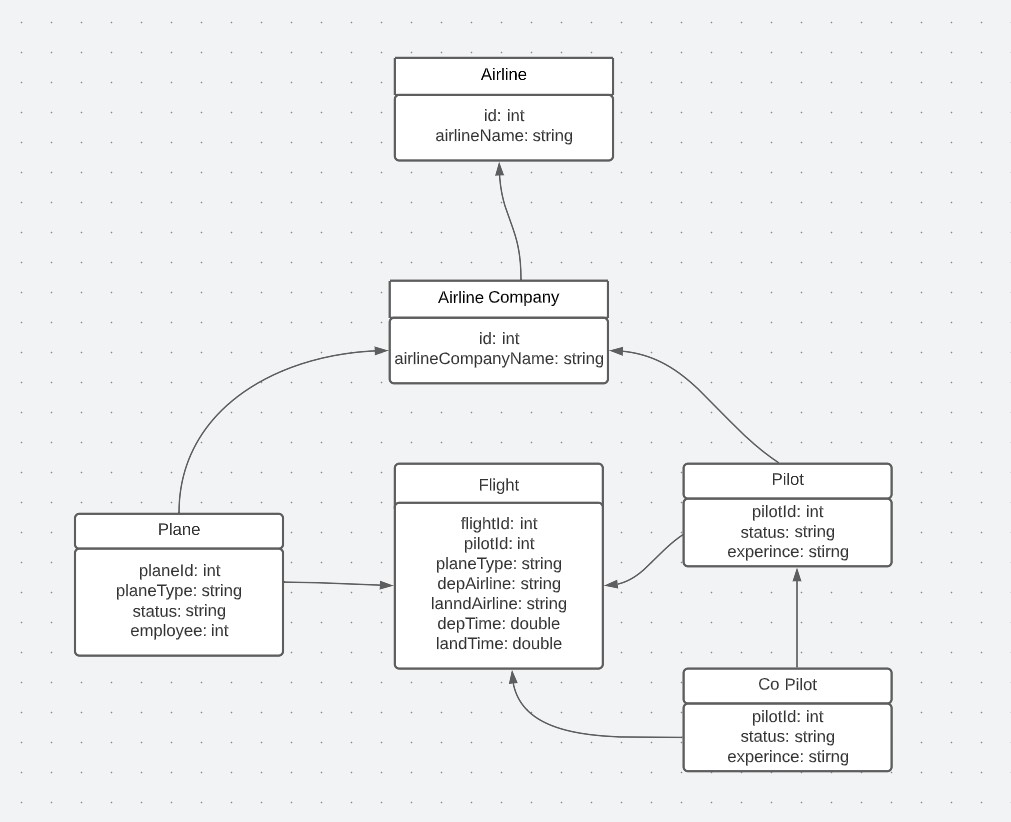 Airline
id: int
airlineName: string
Airline Company
id: int
airlineCompanyName: string
Plane
planeId: int
planeType: string
status: string
employee: int
Flight
flightId: int
pilotId: int
planeType: string
depAirline: string
lanndAirline: string
depTime: double
landTime: double
Pilot
pilotId: int
status: string
experince: stirng
Co Pilot
pilotId: int
status: string
experince: stirng